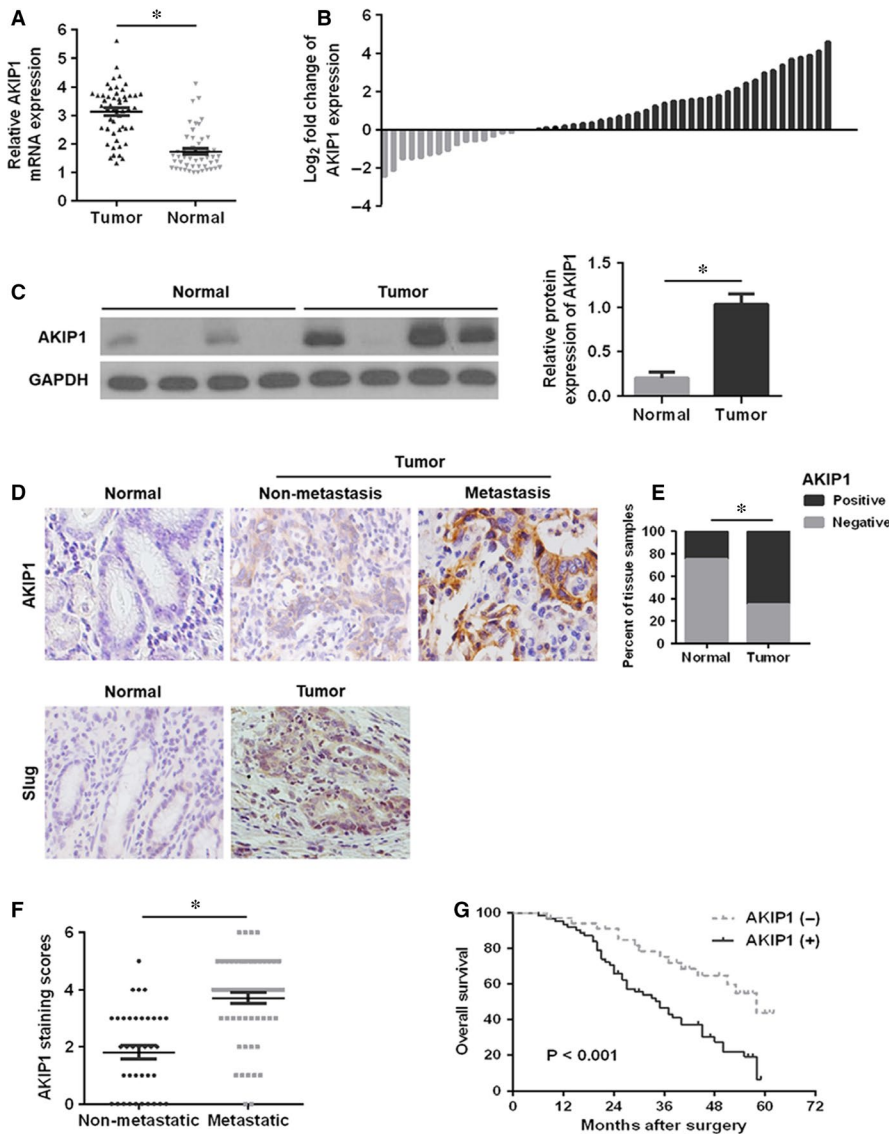 A
*
Relative AKIP1
mRNA expression
6
5
4
3
2
1
0
Tumor
Normal
B
Log2 fold change of
AKIP1 expression
6
4
2
0
−2
−4
C
Normal
Tumor
AKIP1
GAPDH
Relative protein
expression of AKIP1
1.5
1.0
0.5
0.0
*
Normal
Tumor
D
Tumor
Normal
Non-metastasis
Metastasis
AKIP1
Normal
Tumor
Slug
E
AKIP1
Positive
Negative
Percent of tissue samples
100
80
60
40
20
0
*
Normal
Tumor
F
*
AKIP1 staining scores
6
4
2
0
Non-metastatic
Metastatic
G
Overall survival
100
80
60
40
20
0
AKIP1 (−)
AKIP1 (+)
P < 0.001
0 12 24 36 48 60 72
Months after surgery